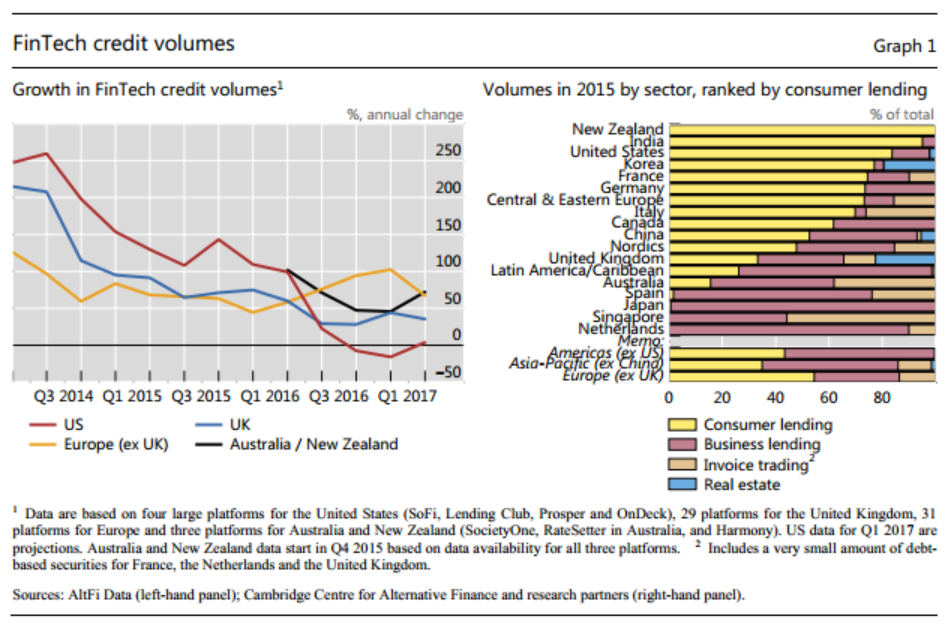 FinTech credit volumes
Graph 1
Growth in FinTech credit volumes1
%, annual change
250
200
150
100
50
0
–50
Q3 2014 Q1 2015 Q3 2015 Q1 2016 Q3 2016 Q1 2017
US
UK
Europe (ex UK)
Australia / New Zealand
Volumes in 2015 by sector, ranked by consumer lending
% of total
New Zealand
India
United States
Korea
France
Germany
Central & Eastern Europe
Italy
Canada
China
Nordics
United Kingdom
Latin America/Caribbean
Australia
Spain
Japan
Singapore
Netherlands
Memo:
Americas (ex US)
Asia-Pacific (ex China)
Europe (ex UK)
0 20 40 60 80
Consumer lending
Business lending
Invoice trading2
Real estate
1 Data are based on four large platforms for the United States (SoFi, Lending Club, Prosper and OnDeck), 29 platforms for the United Kingdom, 31
platforms for Europe and three platforms for Australia and New Zealand (SocietyOne, RateSetter in Australia, and Harmony). US data for Q1 2017 are
projections. Australia and New Zealand data start in Q4 2015 based on data availability for all three platforms. 2 Includes a very small amount of debt-
based securities for France, the Netherlands and the United Kingdom.
Sources: AltFi Data (left-hand panel); Cambridge Centre for Alternative Finance and research partners (right-hand panel).